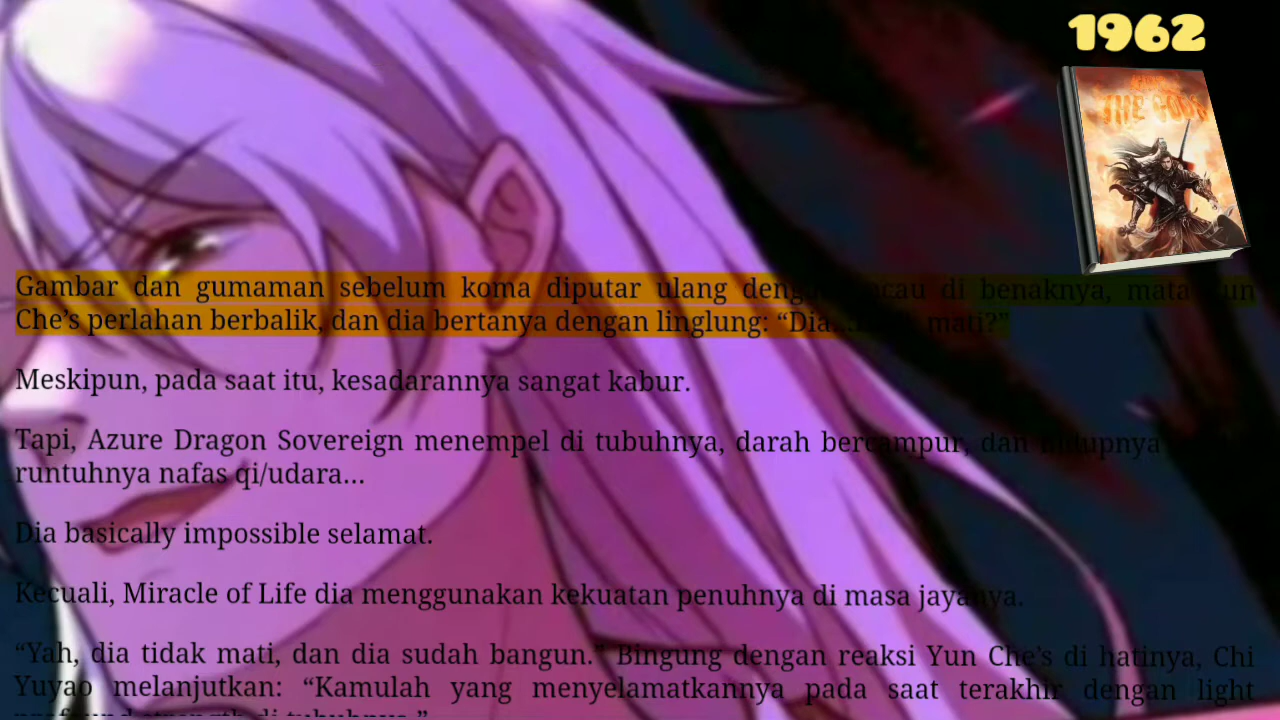 1962
THE GODS
Gambar dan gumaman sebelum koma diputar ulang di benaknya, mata
Che’s perlahan berbalik, dan dia bertanya dengan linglung: “Dia mati?”
Meskipun, pada saat itu, kesadarannya sangat kabur.
Tapi, Azure Dragon Sovereign menempel di tubuhnya, darah bercampur, dan hidupnya
runtuhnya nafas qi/udara…
Dia basically impossible selamat.
Kecuali, Miracle of Life dia menggunakan kekuatan penuhnya di masa jayanya.
“Yah, dia tidak mati, dan dia sudah bangun.” Bingung dengan reaksi Yun Che’s di hatinya, Chi
Yuyao melanjutkan: “Kamulah yang menyelamatkannya pada saat terakhir dengan light